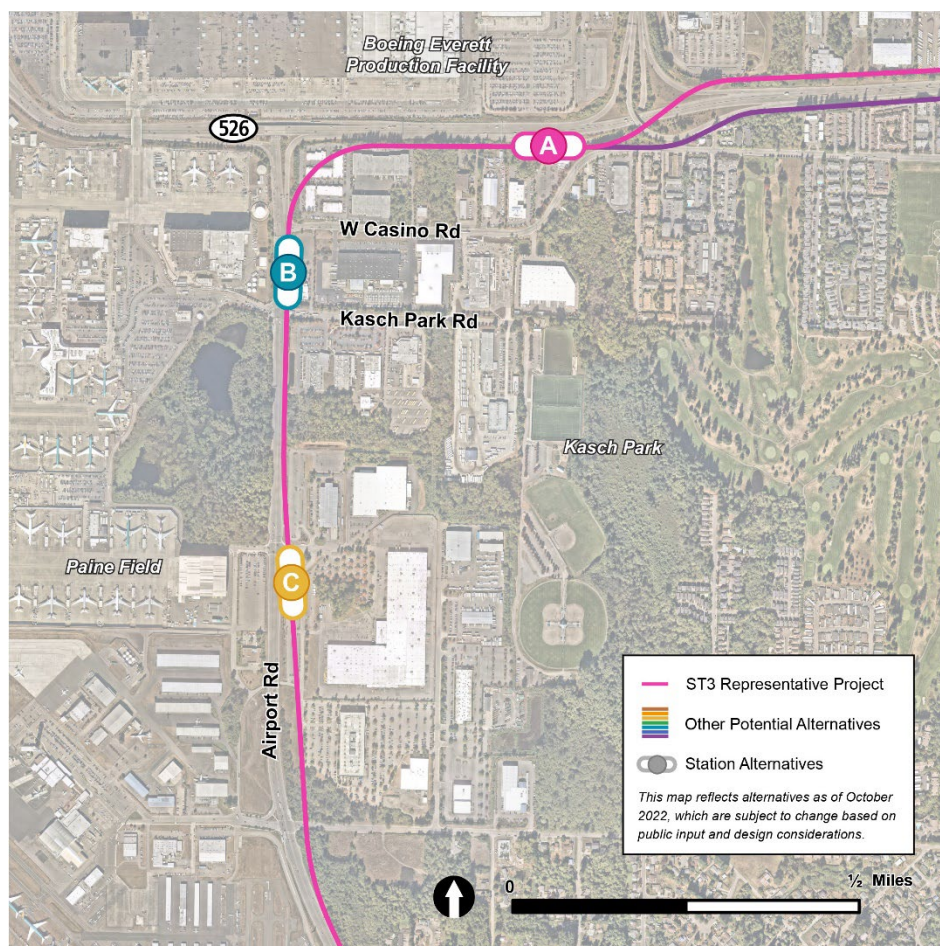 Boeing Everett
Production Facility
526
A
W Casino Rd
B
Kasch Park Rd
Kasch Park
Paine Field
C
Airport Rd
ST3 Representative Project
Other Potential Alternatives
Station Alternatives
This map reflects alternatives as of October
2022, which are subject to change based on
public input and design considerations.
0
½ Miles